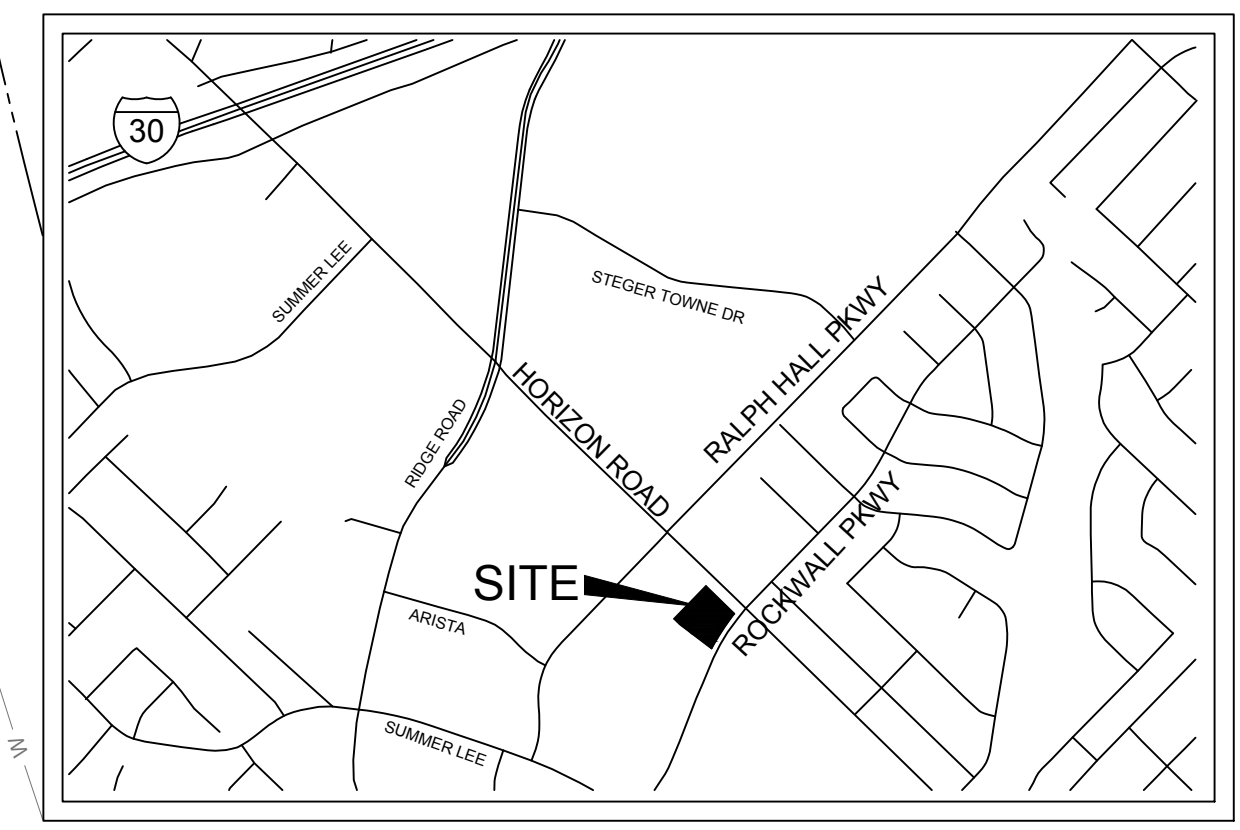 30
SUMMER LEE
STEGER TOWNE DR
RALPH HALL PKWY
HORIZON ROAD
RIDGE ROAD
ROCKWALL PKWY
SITE
ARISTA
SUMMER LEE
W